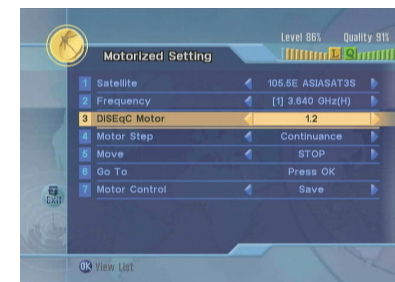 Level 86% Quality 91%
L Q
Motorized Setting
1 Satellite 105.5E ASIASAT3S
2 Frequency [1] 3.640 GHz(H)
3 DiSEqC Motor 1.2
4 Motor Step Continuance
5 Move STOP
6 Go To Press OK
7 Motor Control Save
Exit
OK View List